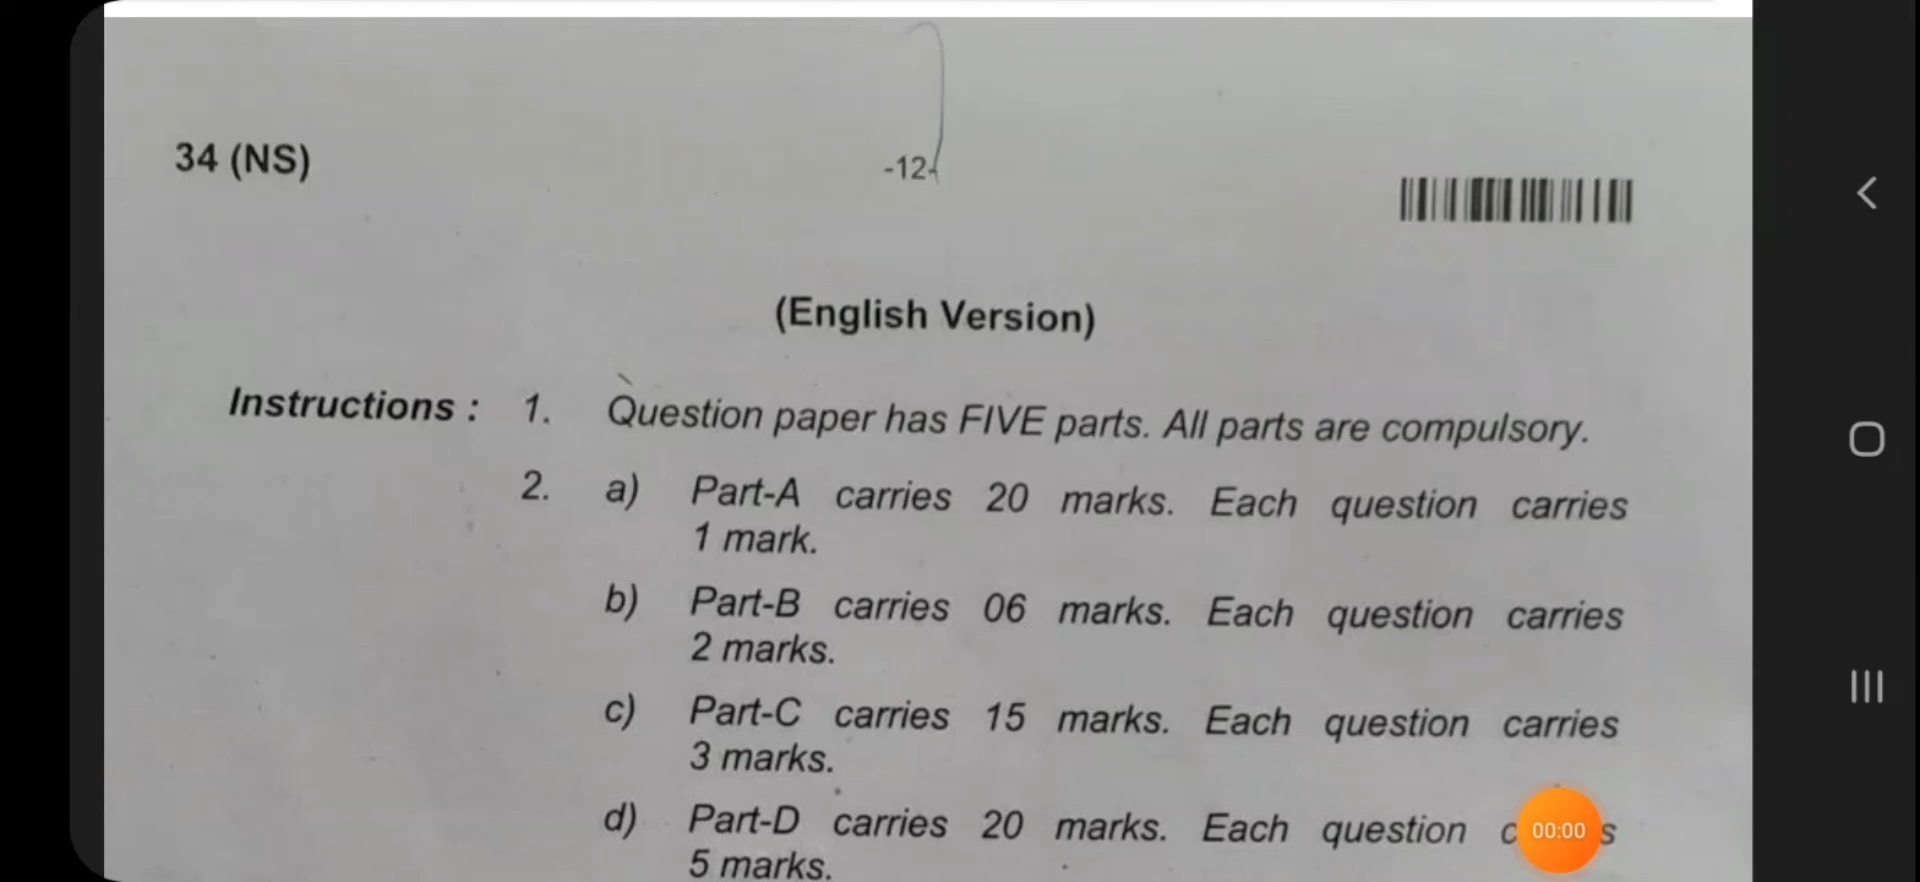 34 (NS)
-12-
(English Version)
Instructions : 1. Question paper has FIVE parts. All parts are compulsory.
2. a) Part-A carries 20 marks. Each question carries
1 mark.
b) Part-B carries 06 marks. Each question carries
2 marks.
c) Part-C carries 15 marks. Each question carries
3 marks.
d) Part-D carries 20 marks. Each question
5 marks.
00:00